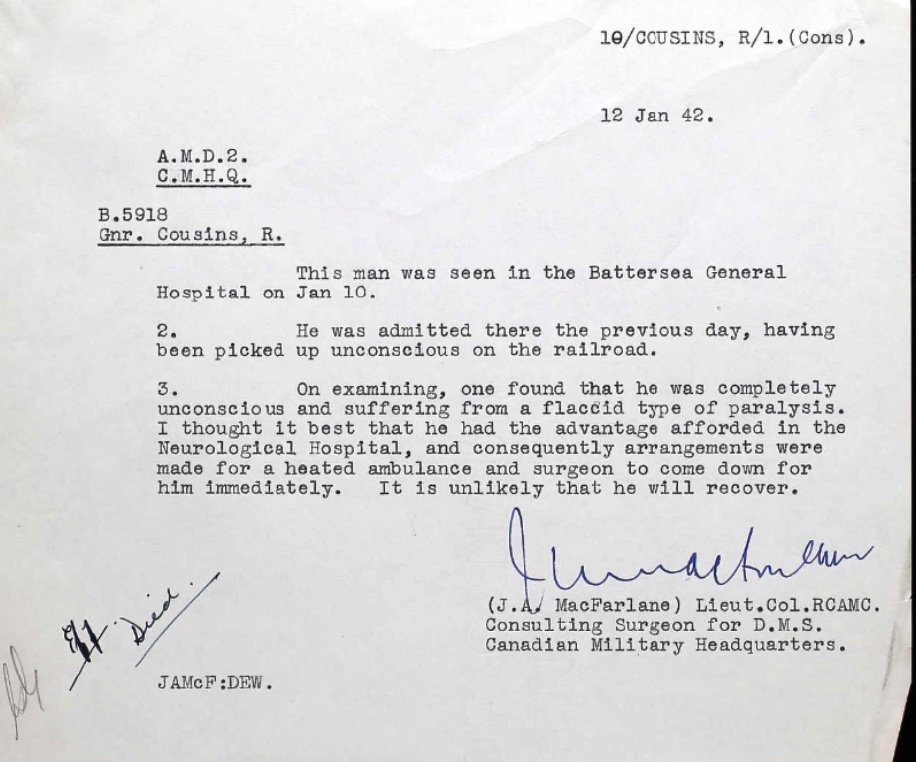 10/COUSINS, R/1.(Cons).
12 Jan 42.
A.M.D.2.
C.M.H.Q.
B.5918
Gnr. Cousins, R.
This man was seen in the Battersea General
Hospital on Jan 10.
2. He was admitted there the previous day, having
been picked up unconscious on the railroad.
3. On examining, one found that he was completely
unconscious and suffering from a flaccid type of paralysis.
I thought it best that he had the advantage afforded in the
Neurological Hospital, and consequently arrangements were
made for a heated ambulance and surgeon to come down for
him immediately. It is unlikely that he will recover.
(J.A. MacFarlane) Lieut.Col.RCAMC.
Consulting Surgeon for D.M.S.
Canadian Military Headquarters.
Died.
JAMcF:DEW.